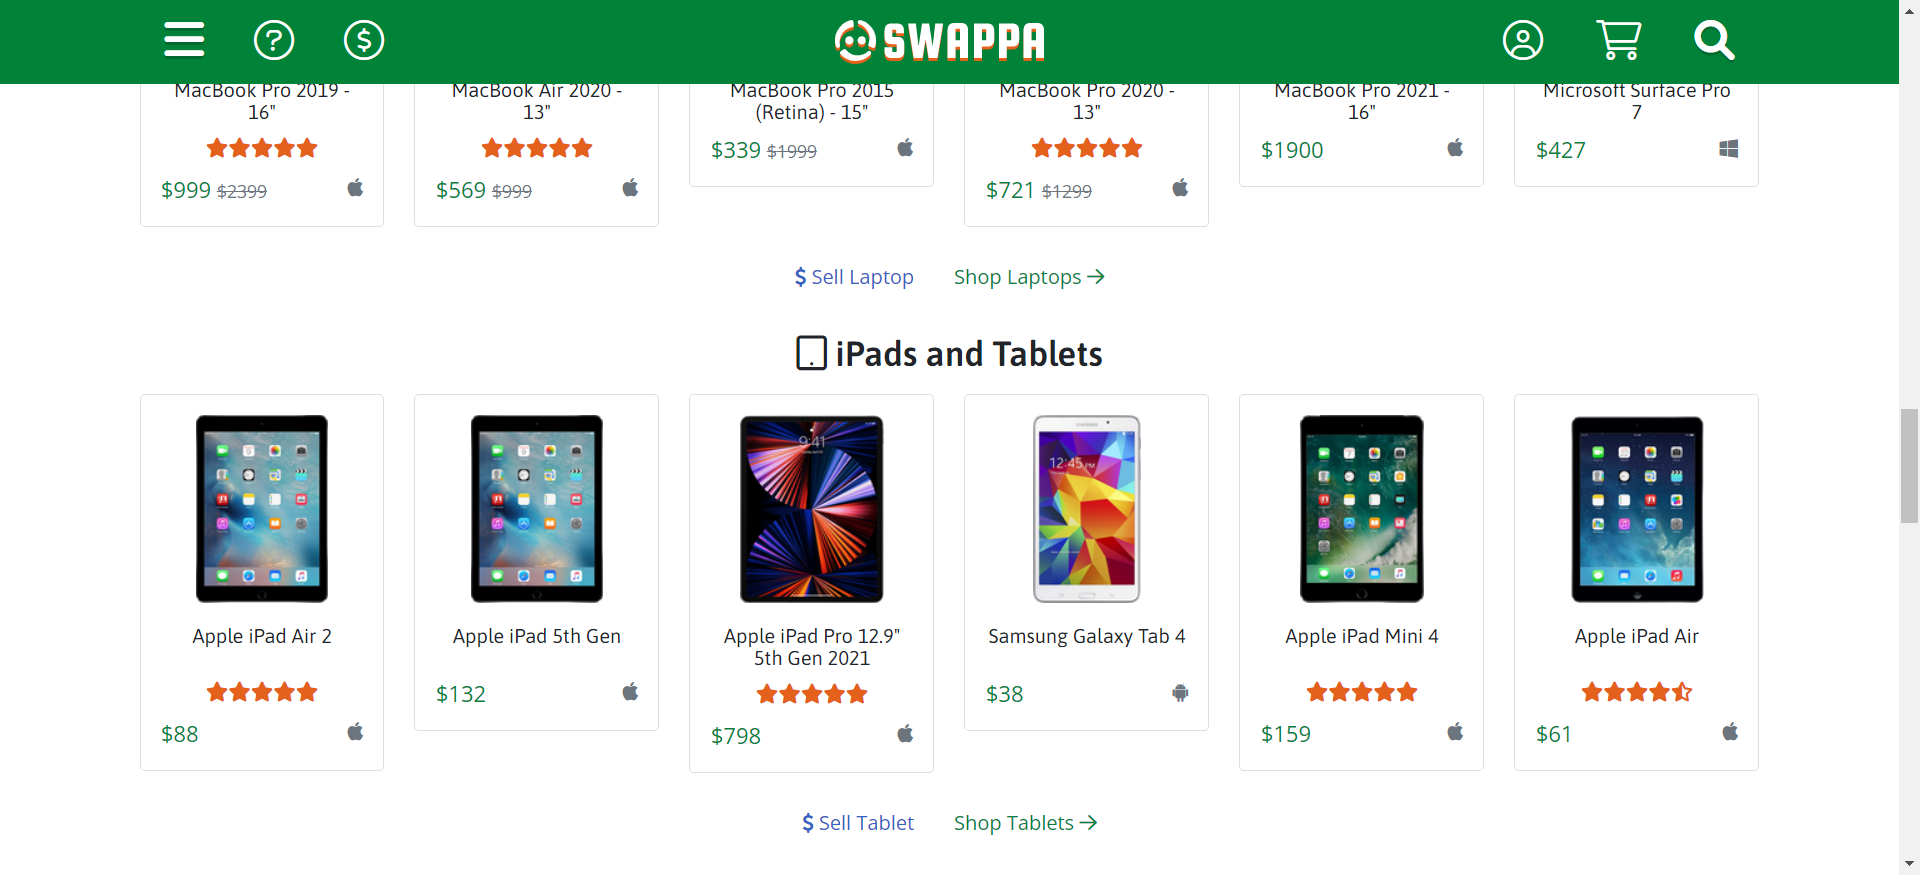 SWAPPA
MacBook Pro 2019 -
16"
$999 $2399
MacBook Air 2020 -
13"
$569 $999
MacBook Pro 2015
(Retina) - 15"
$339 $1999
MacBook Pro 2020 -
13"
$721 $1299
MacBook Pro 2021 -
16"
$1900
Microsoft Surface Pro
7
$427
$ Sell Laptop
Shop Laptops →
iPads and Tablets
9:41
12:45 PM
Apple iPad Air 2
$88
Apple iPad 5th Gen
$132
Apple iPad Pro 12.9"
5th Gen 2021
$798
Samsung Galaxy Tab 4
$38
Apple iPad Mini 4
$159
Apple iPad Air
$61
$ Sell Tablet
Shop Tablets →